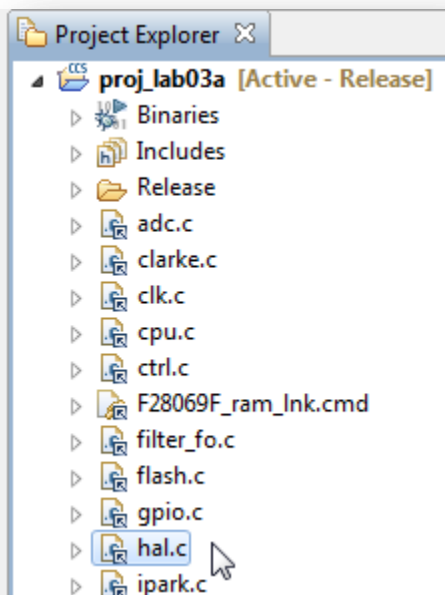 Project Explorer
CCS
proj_lab03a [Active - Release]
Binaries
Includes
Release
adc.c
clarke.c
clk.c
cpu.c
ctrl.c
F28069F_ram_lnk.cmd
filter_fo.c
flash.c
gpio.c
hal.c
ipark.c